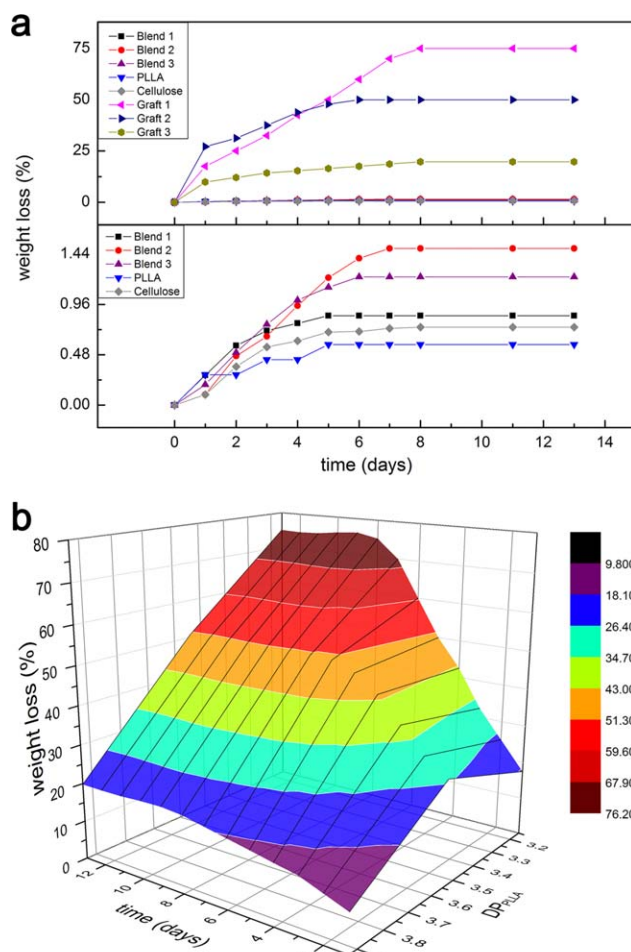 a
Blend 1
Blend 2
Blend 3
PLLA
Cellulose
Graft 1
Graft 2
Graft 3
75
50
25
0
weight loss (%)
Blend 1
Blend 2
Blend 3
PLLA
Cellulose
1.44
0.96
0.48
0.00
0 2 4 6 8 10 12 14
time (days)
b
80
70
60
50
40
30
20
10
0
weight loss (%)
12 10 8 6 4
time (days)
3.2
3.3
3.4
3.5
3.6
3.7
3.8
DPPLLA
9.800
18.10
26.40
34.70
43.00
51.30
59.60
67.90
76.20